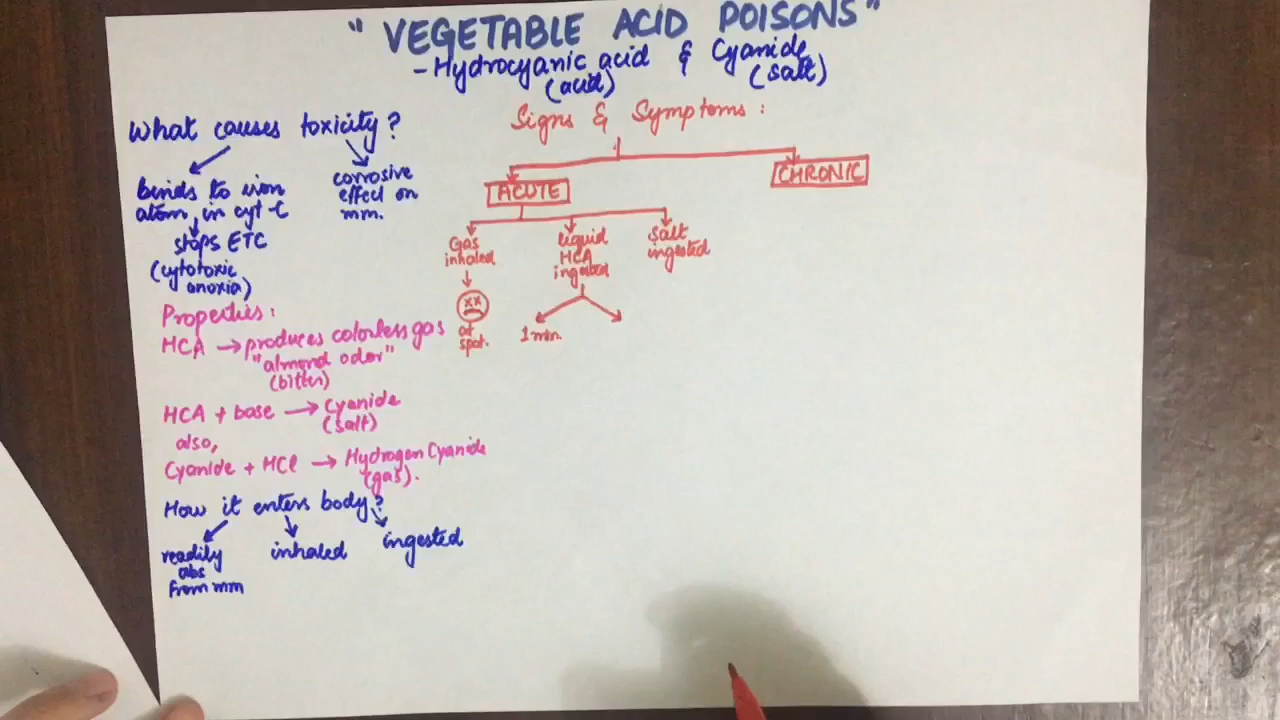 "VEGETABLE ACID POISONS"
- Hydrocyanic acid & Cyanide
(acid) (salt)
What causes toxicity?
binds to iron
atom in cyt-C
stops ETC
(cytotoxic
anoxia)
corrosive
effect on
mm.
Properties:
HCA → produces colorless gas
"almond odor"
(bitter)
HCA + base → Cyanide
(salt)
also,
Cyanide + HCl → Hydrogen Cyanide
(gas).
How it enters body?
readily
abs
from mm
inhaled
ingested
Signs & Symptoms:
ACUTE
CHRONIC
Gas
inhaled
xx
at
spot.
liquid
HCA
ingested
1 min.
Salt
ingested